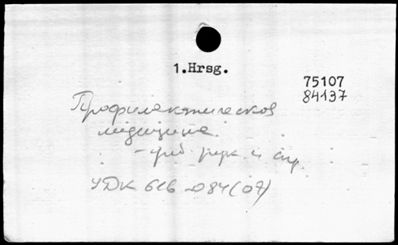 1.Hrsg.
75107
84137
Профилактическая
медицина.
УДК 616-084(07)